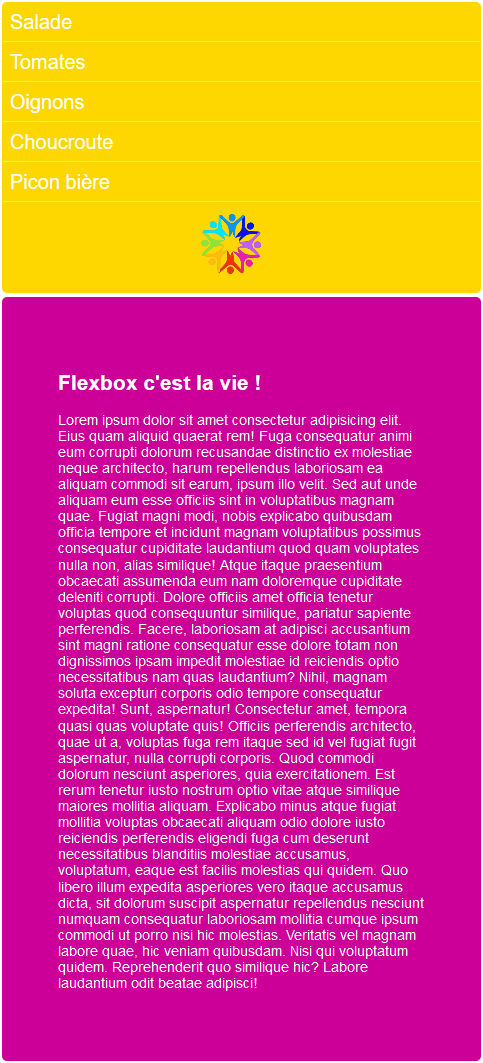 Salade
Tomates
Oignons
Choucroute
Picon bière
Flexbox c'est la vie !
Lorem ipsum dolor sit amet consectetur adipisicing elit.
Eius quam aliquid quaerat rem! Fuga consequatur animi
eum corrupti dolorum recusandae distinctio ex molestiae
neque architecto, harum repellendus laboriosam ea
aliquam commodi sit earum, ipsum illo velit. Sed aut unde
aliquam eum esse officiis sint in voluptatibus magnam
quae. Fugiat magni modi, nobis explicabo quibusdam
officia tempore et incidunt magnam voluptatibus possimus
consequatur cupiditate laudantium quod quam voluptates
nulla non, alias similique! Atque itaque praesentium
obcaecati assumenda eum nam doloremque cupiditate
deleniti corrupti. Dolore officiis amet officia tenetur
voluptas quod consequuntur similique, pariatur sapiente
perferendis. Facere, laboriosam at adipisci accusantium
sint magni ratione consequatur esse dolore totam non
dignissimos ipsam impedit molestiae id reiciendis optio
necessitatibus nam quas laudantium? Nihil, magnam
soluta excepturi corporis odio tempore consequatur
expedita! Sunt, aspernatur! Consectetur amet, tempora
quasi quas voluptate quis! Officiis perferendis architecto,
quae ut a, voluptas fuga rem itaque sed id vel fugiat fugit
aspernatur, nulla corrupti corporis. Quod commodi
dolorum nesciunt asperiores, quia exercitationem. Est
rerum tenetur iusto nostrum optio vitae atque similique
maiores mollitia aliquam. Explicabo minus atque fugiat
mollitia voluptas obcaecati aliquam odio dolore iusto
reiciendis perferendis eligendi fuga cum deserunt
necessitatibus blanditiis molestiae accusamus,
voluptatum, eaque est facilis molestias qui quidem. Quo
libero illum expedita asperiores vero itaque accusamus
dicta, sit dolorum suscipit aspernatur repellendus nesciunt
numquam consequatur laboriosam mollitia cumque ipsum
commodi ut porro nisi hic molestias. Veritatis vel magnam
labore quae, hic veniam quibusdam. Nisi qui voluptatum
quidem. Reprehenderit quo similique hic? Labore
laudantium odit beatae adipisci!